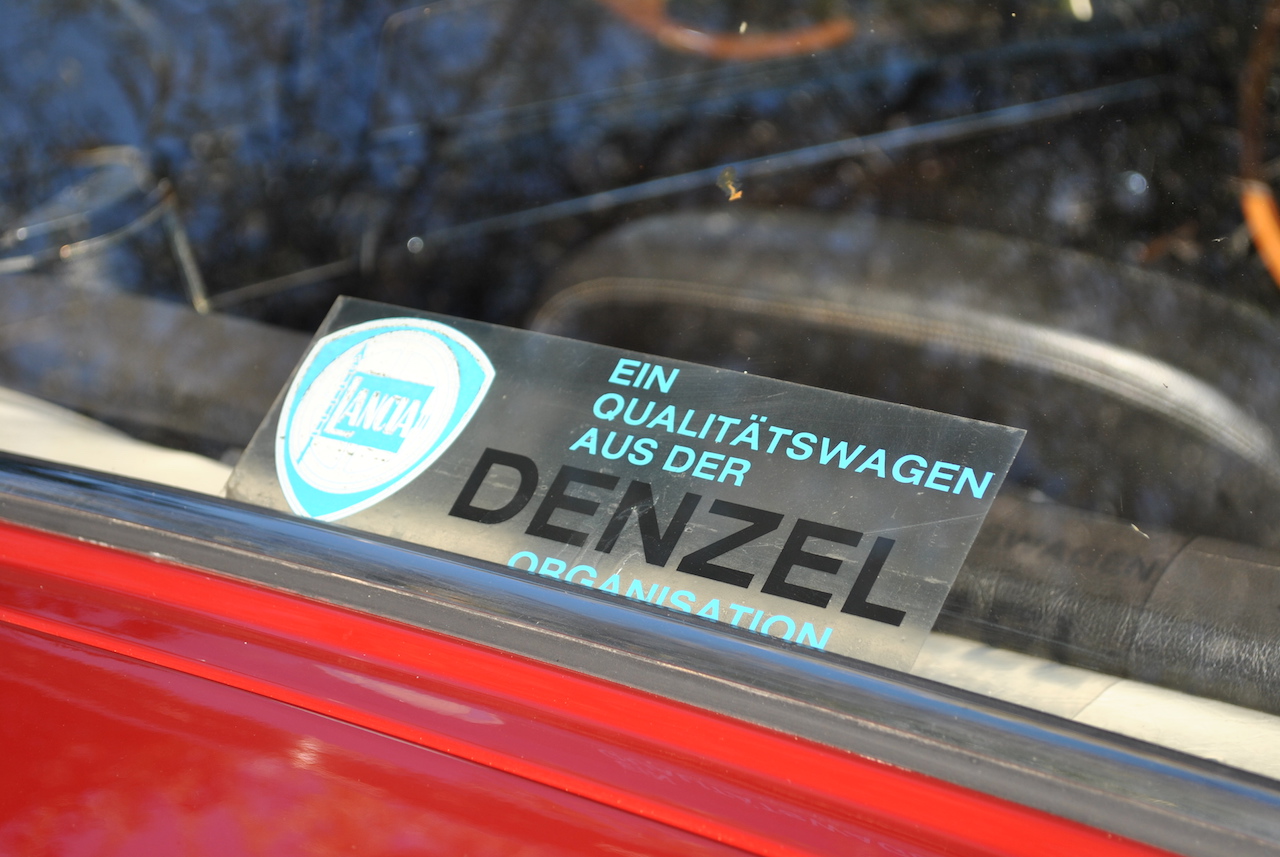 LANCIA
EIN
QUALITÄTSWAGEN
AUS DER
DENZEL
ORGANISATION